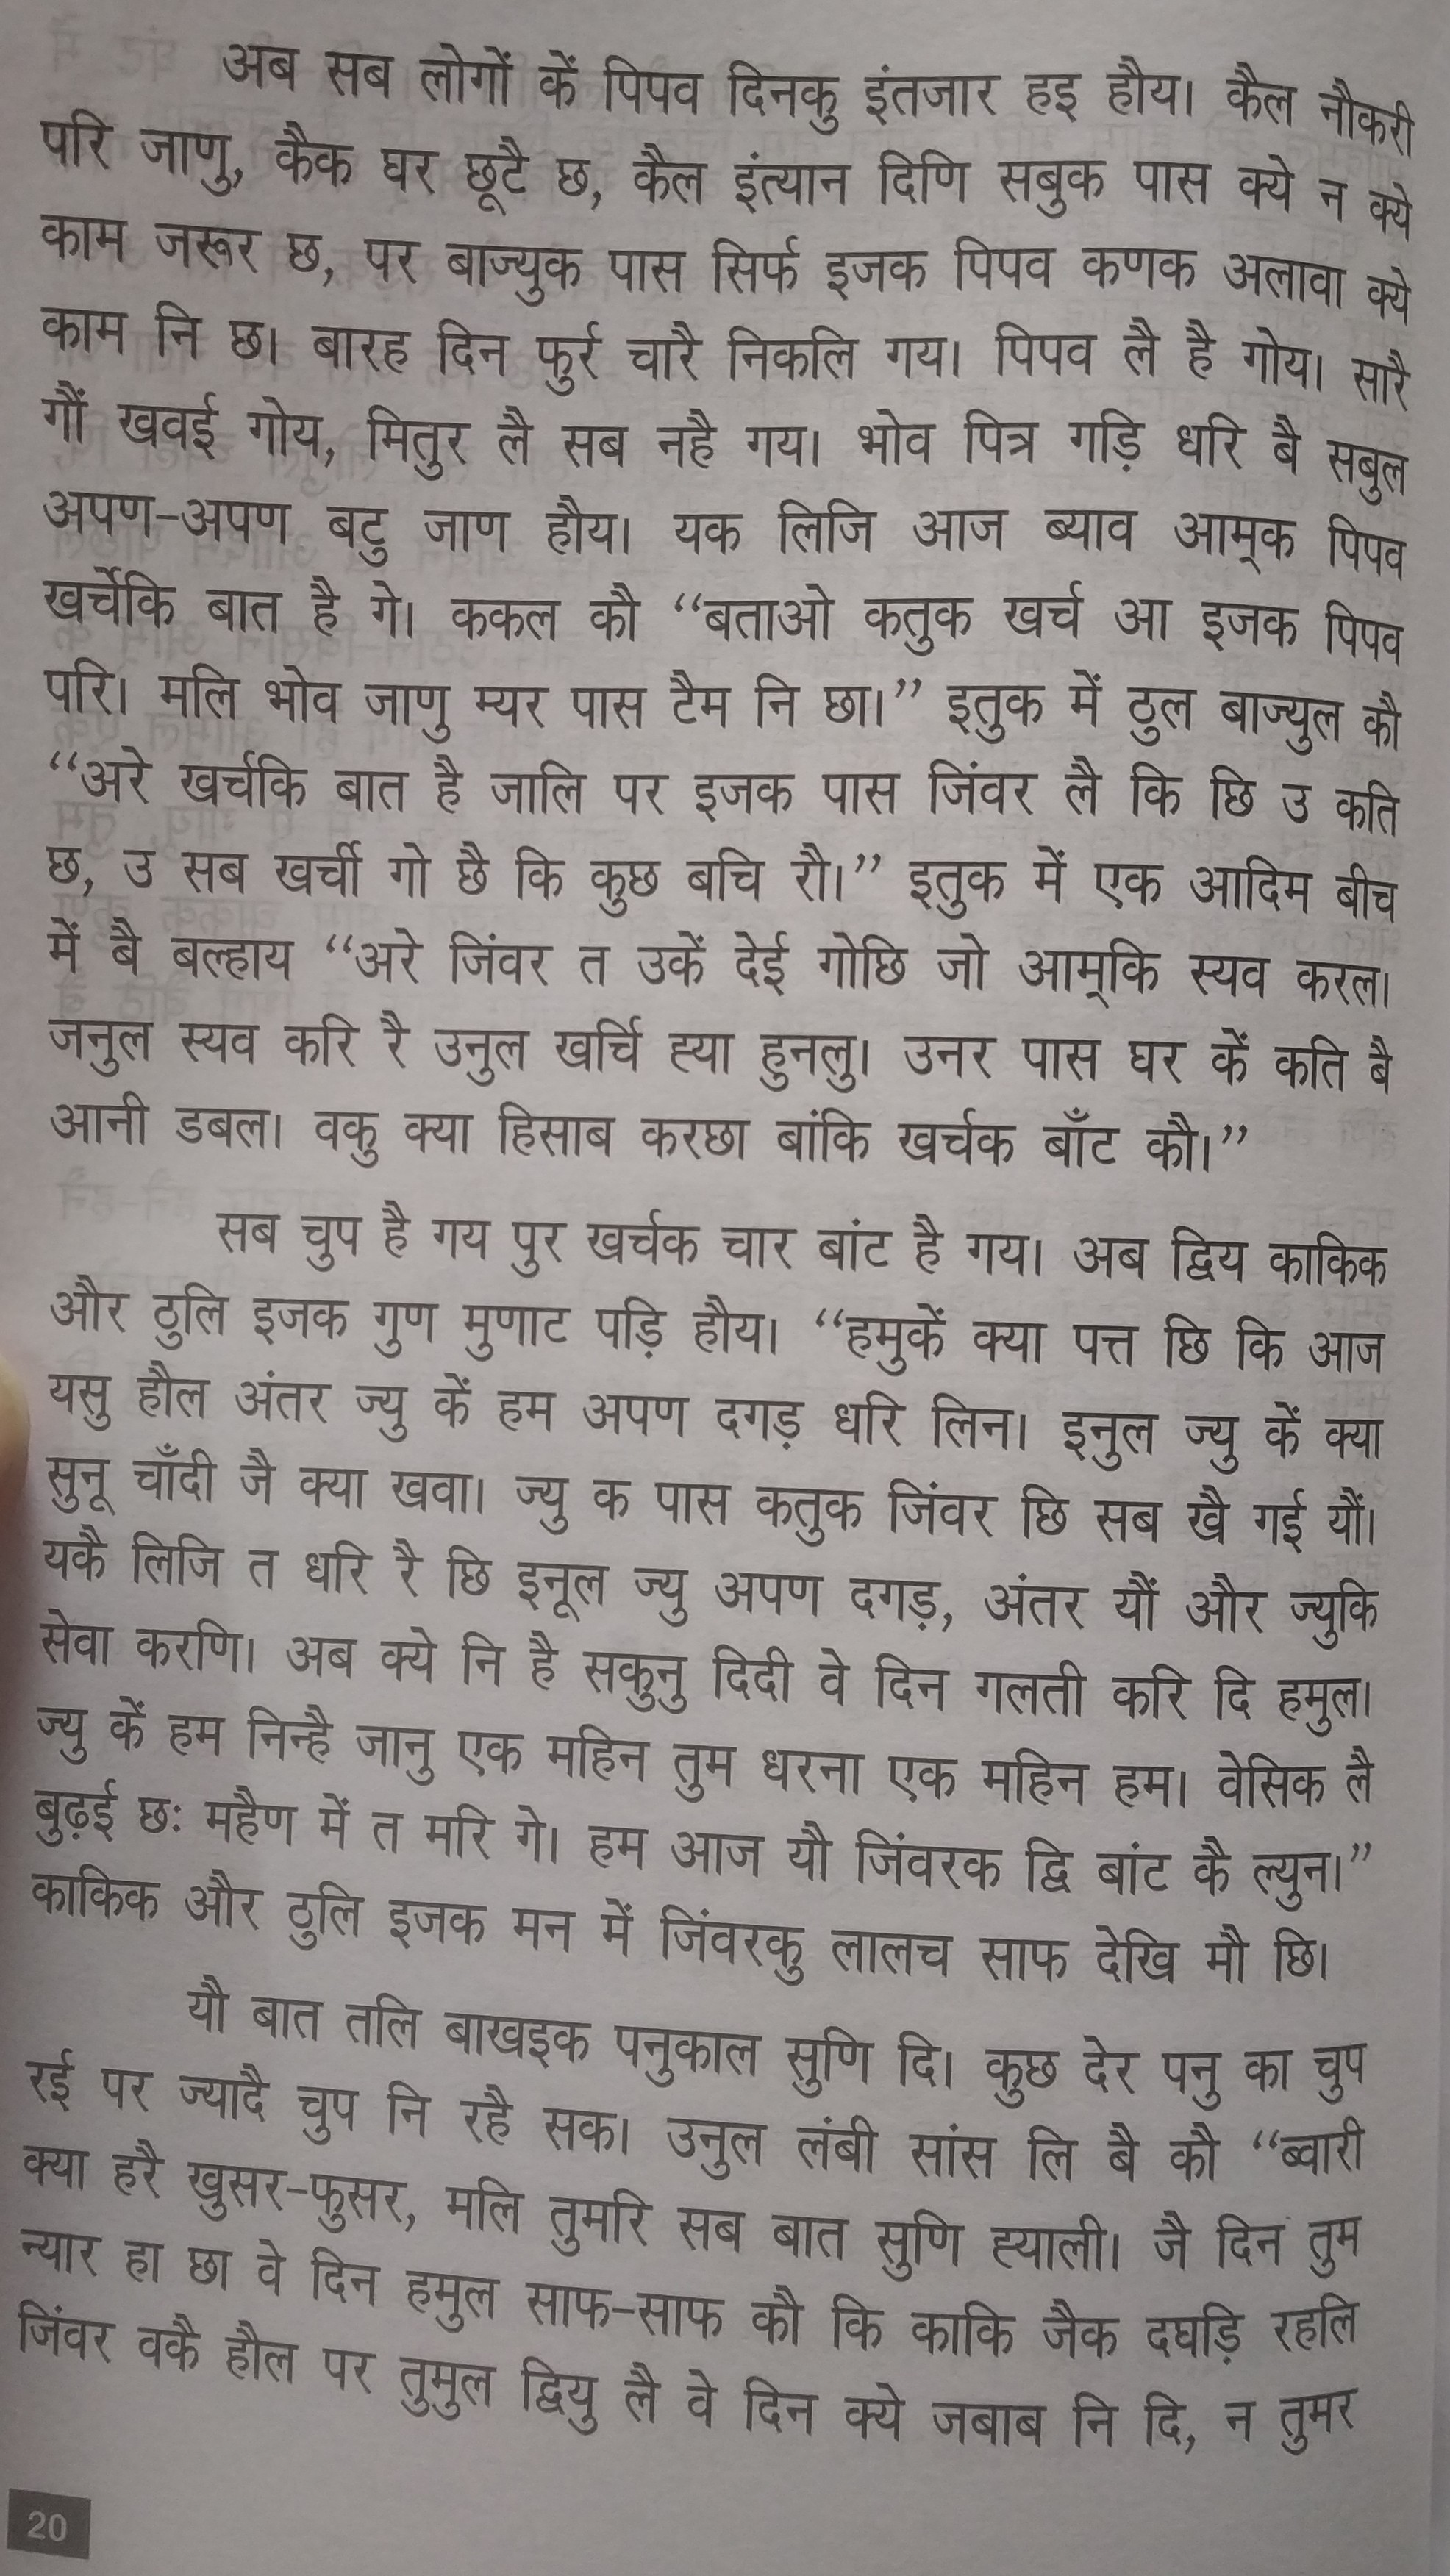 अब सब लोगों कें पिपव दिनकु इंतजार हइ हौय। कैल नौकरी
परि जाणु, कैक घर छूटै छ, कैल इंत्यान दिणि सबुक पास क्ये न क्ये
काम जरूर छ, पर बाज्युक पास सिर्फ इजक पिपव कणक अलावा क्ये
काम नि छ। बारह दिन फुर्र चारै निकलि गय। पिपव लै है गोय। सारै
गौं खवई गोय, मितुर लै सब नहै गय। भोव पित्र गड़ि धरि बै सबुल
अपण-अपण बटु जाण हौय। यक लिजि आज ब्याव आम्‌क पिपव
खर्चेकि बात है गे। ककल कौ “बताओ कतुक खर्च आ इजक पिपव
परि। मलि भोव जाणु म्यर पास टैम नि छा।” इतुक में ठुल बाज्युल कौ
“अरे खर्चकि बात है जालि पर इजक पास जिंवर लै कि छि उ कति
छ, उ सब खर्ची गो छै कि कुछ बचि रौ।” इतुक में एक आदिम बीच
में बै बल्हाय “अरे जिंवर त उकें देई गोछि जो आम्‌कि स्यव करल।
जनुल स्यव करि रै उनुल खर्चि ह्या हुनलु। उनर पास घर कें कति बै
आनी डबल। वकु क्या हिसाब करछा बांकि खर्चक बाँट कौ।”
सब चुप है गय पुर खर्चक चार बांट है गय। अब द्विय काकिक
और ठुलि इजक गुण मुणाट पड़ि हौय। “हमुकें क्या पत्त छि कि आज
यसु हौल अंतर ज्यु कें हम अपण दगड़ धरि लिन। इनुल ज्यु कें क्या
सुनू चाँदी जै क्या खवा। ज्यु क पास कतुक जिंवर छि सब खै गई यौं।
यकै लिजि त धरि रै छि इनूल ज्यु अपण दगड़, अंतर यौं और ज्युकि
सेवा करणि। अब क्ये नि है सकुनु दिदी वे दिन गलती करि दि हमुल।
ज्यु कें हम निन्है जानु एक महिन तुम धरना एक महिन हम। वेसिक लै
बुढ़ई छः महैण में त मरि गे। हम आज यौ जिंवरक द्वि बांट कै ल्युन।”
काकिक और ठुलि इजक मन में जिंवरकु लालच साफ देखि मौ छि।
यौ बात तलि बाखइक पनुकाल सुणि दि। कुछ देर पनु का चुप
रई पर ज्यादै चुप नि रहै सक। उनुल लंबी सांस लि बै कौ “ब्वारी
क्या हरै खुसर-फुसर, मलि तुमरि सब बात सुणि ह्याली। जै दिन तुम
न्यार हा छा वे दिन हमुल साफ-साफ कौ कि काकि जैक दघड़ि रहलि
जिंवर वकै हौल पर तुमुल द्वियु लै वे दिन क्ये जबाब नि दि, न तुमर
20